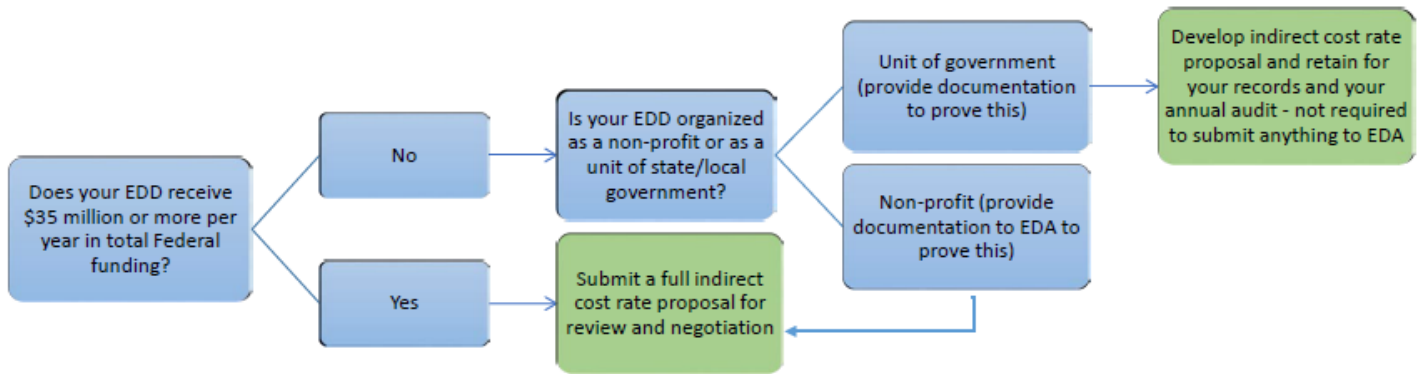 Does your EDD receive
$35 million or more per
year in total Federal
funding?
No
Yes
Is your EDD organized
as a non-profit or as a
unit of state/local
government?
Submit a full indirect
cost rate proposal for
review and negotiation
Unit of government
(provide documentation
to prove this)
Non-profit (provide
documentation to EDA to
prove this)
Develop indirect cost rate
proposal and retain for
your records and your
annual audit - not required
to submit anything to EDA